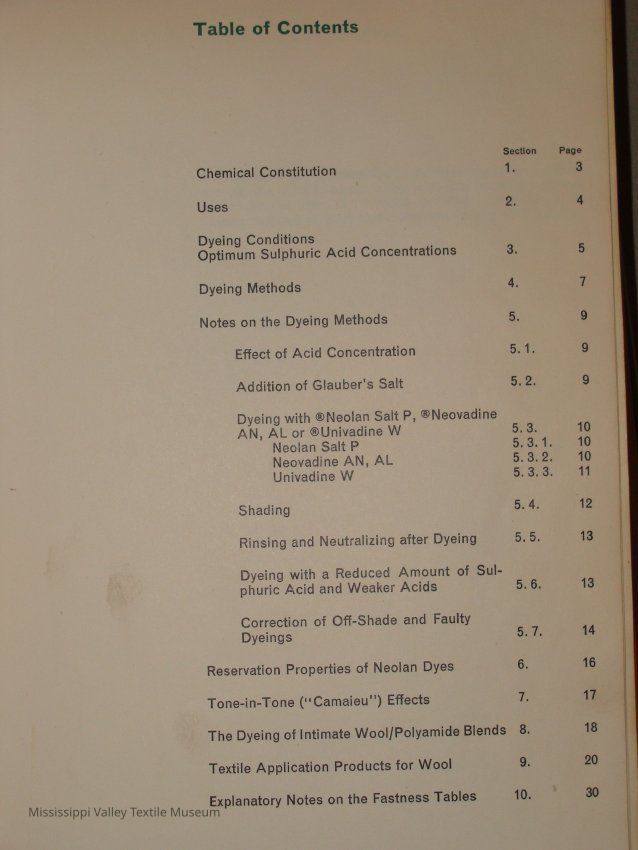 Table of Contents
Section Page
Chemical Constitution 1. 3
Uses 2. 4
Dyeing Conditions
Optimum Sulphuric Acid Concentrations 3. 5
Dyeing Methods 4. 7
Notes on the Dyeing Methods 5. 9
Effect of Acid Concentration 5. 1. 9
Addition of Glauber's Salt 5. 2. 9
Dyeing with ®Neolan Salt P, ®Neovadine
AN, AL or ®Univadine W 5. 3. 10
Neolan Salt P 5. 3. 1. 10
Neovadine AN, AL 5. 3. 2. 10
Univadine W 5. 3. 3. 11
Shading 5. 4. 12
Rinsing and Neutralizing after Dyeing 5. 5. 13
Dyeing with a Reduced Amount of Sul-
phuric Acid and Weaker Acids 5. 6. 13
Correction of Off-Shade and Faulty
Dyeings 5. 7. 14
Reservation Properties of Neolan Dyes 6. 16
Tone-in-Tone ("Camaieu") Effects 7. 17
The Dyeing of Intimate Wool/Polyamide Blends 8. 18
Textile Application Products for Wool 9. 20
Explanatory Notes on the Fastness Tables 10. 30
Mississippi Valley Textile Museum